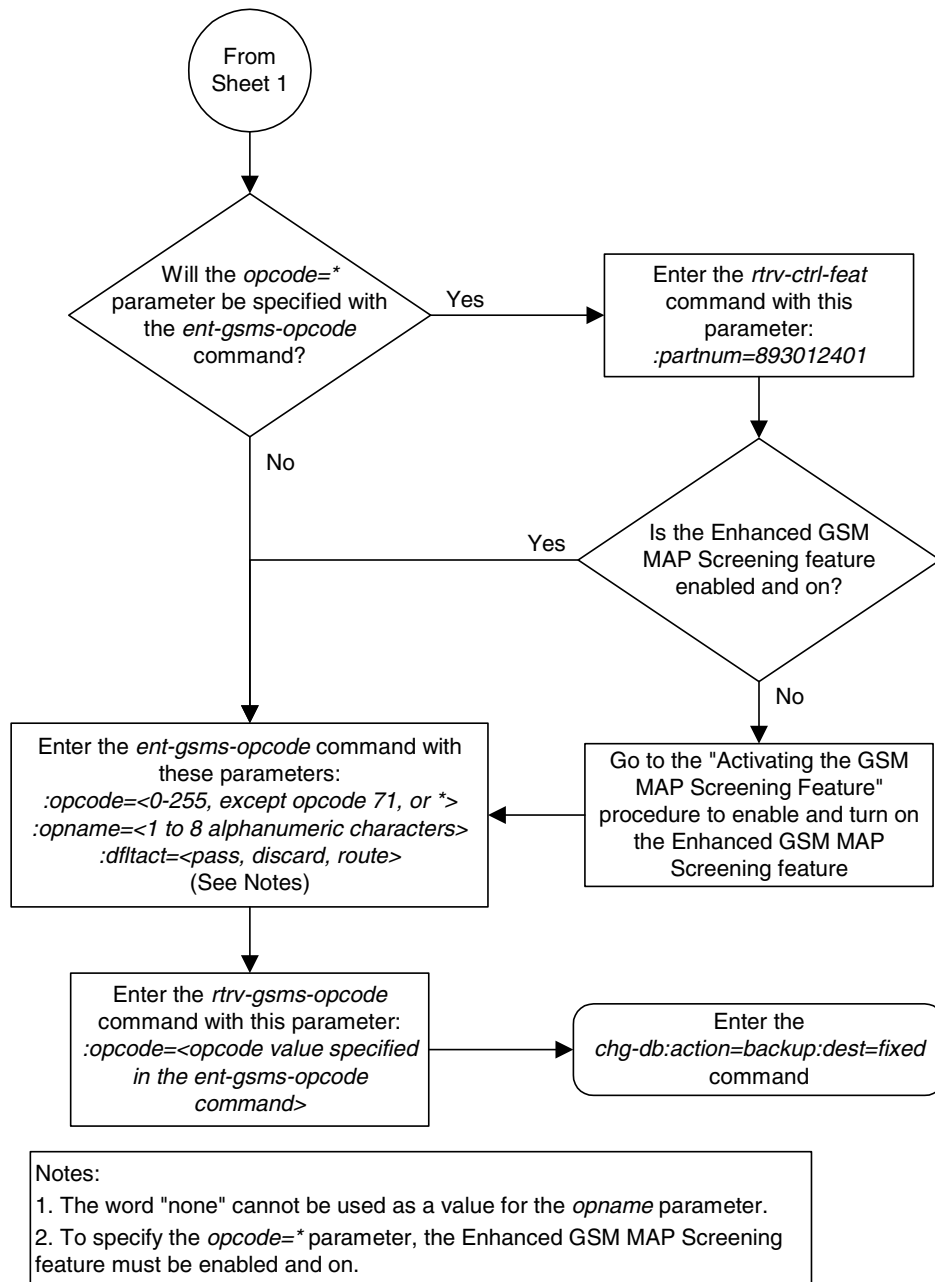 From
Sheet 1
Will the opcode=*
parameter be specified with
the ent-gsms-opcode
command?
Yes
Enter the rtrv-ctrl-feat
command with this
parameter:
:partnum=893012401
No
Is the Enhanced GSM
MAP Screening feature
enabled and on?
Yes
No
Go to the "Activating the GSM
MAP Screening Feature"
procedure to enable and turn on
the Enhanced GSM MAP
Screening feature
Enter the ent-gsms-opcode command with
these parameters:
:opcode=<0-255, except opcode 71, or *>
:opname=<1 to 8 alphanumeric characters>
:dfltact=<pass, discard, route>
(See Notes)
Enter the rtrv-gsms-opcode
command with this parameter:
:opcode=<opcode value specified
in the ent-gsms-opcode
command>
Enter the
chg-db:action=backup:dest=fixed
command
Notes:
1. The word "none" cannot be used as a value for the opname parameter.
2. To specify the opcode=* parameter, the Enhanced GSM MAP Screening
feature must be enabled and on.